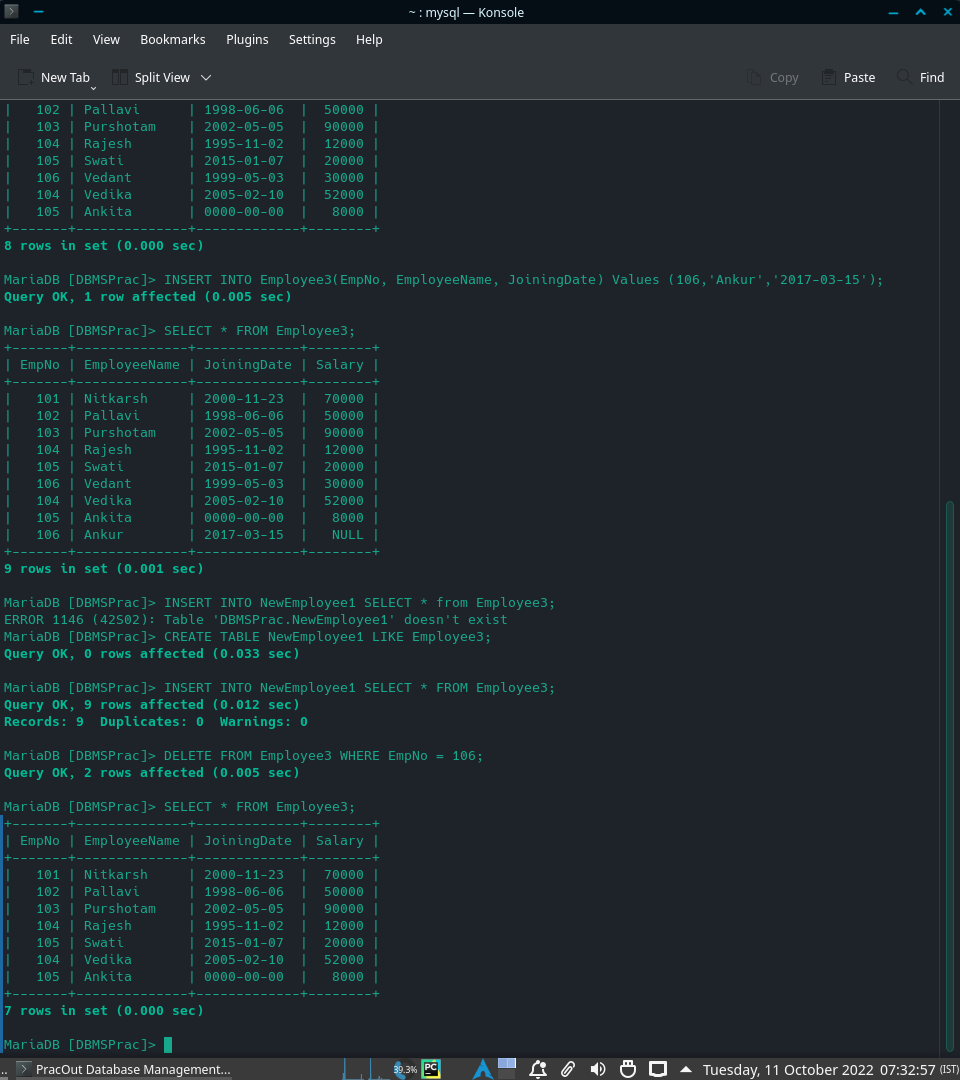 ~ : mysql — Konsole
File Edit View Bookmarks Plugins Settings Help
New Tab Split View Copy Paste Find
|   102 | Pallavi      | 1998-06-06  |  50000 |
|   103 | Purshotam    | 2002-05-05  |  90000 |
|   104 | Rajesh       | 1995-11-02  |  12000 |
|   105 | Swati        | 2015-01-07  |  20000 |
|   106 | Vedant       | 1999-05-03  |  30000 |
|   104 | Vedika       | 2005-02-10  |  52000 |
|   105 | Ankita       | 0000-00-00  |   8000 |
+-------+--------------+-------------+--------+
8 rows in set (0.000 sec)
MariaDB [DBMSPrac]> INSERT INTO Employee3(EmpNo, EmployeeName, JoiningDate) Values (106,'Ankur','2017-03-15');
Query OK, 1 row affected (0.005 sec)
MariaDB [DBMSPrac]> SELECT * FROM Employee3;
+-------+--------------+-------------+--------+
| EmpNo | EmployeeName | JoiningDate | Salary |
+-------+--------------+-------------+--------+
|   101 | Nitkarsh     | 2000-11-23  |  70000 |
|   102 | Pallavi      | 1998-06-06  |  50000 |
|   103 | Purshotam    | 2002-05-05  |  90000 |
|   104 | Rajesh       | 1995-11-02  |  12000 |
|   105 | Swati        | 2015-01-07  |  20000 |
|   106 | Vedant       | 1999-05-03  |  30000 |
|   104 | Vedika       | 2005-02-10  |  52000 |
|   105 | Ankita       | 0000-00-00  |   8000 |
|   106 | Ankur        | 2017-03-15  |   NULL |
+-------+--------------+-------------+--------+
9 rows in set (0.001 sec)
MariaDB [DBMSPrac]> INSERT INTO NewEmployee1 SELECT * from Employee3;
ERROR 1146 (42S02): Table 'DBMSPrac.NewEmployee1' doesn't exist
MariaDB [DBMSPrac]> CREATE TABLE NewEmployee1 LIKE Employee3;
Query OK, 0 rows affected (0.033 sec)
MariaDB [DBMSPrac]> INSERT INTO NewEmployee1 SELECT * FROM Employee3;
Query OK, 9 rows affected (0.012 sec)
Records: 9  Duplicates: 0  Warnings: 0
MariaDB [DBMSPrac]> DELETE FROM Employee3 WHERE EmpNo = 106;
Query OK, 2 rows affected (0.005 sec)
MariaDB [DBMSPrac]> SELECT * FROM Employee3;
+-------+--------------+-------------+--------+
| EmpNo | EmployeeName | JoiningDate | Salary |
+-------+--------------+-------------+--------+
|   101 | Nitkarsh     | 2000-11-23  |  70000 |
|   102 | Pallavi      | 1998-06-06  |  50000 |
|   103 | Purshotam    | 2002-05-05  |  90000 |
|   104 | Rajesh       | 1995-11-02  |  12000 |
|   105 | Swati        | 2015-01-07  |  20000 |
|   104 | Vedika       | 2005-02-10  |  52000 |
|   105 | Ankita       | 0000-00-00  |   8000 |
+-------+--------------+-------------+--------+
7 rows in set (0.000 sec)
MariaDB [DBMSPrac]>
.. PracOut Database Management... 39.3% PC Tuesday, 11 October 2022 07:32:57 (IST)